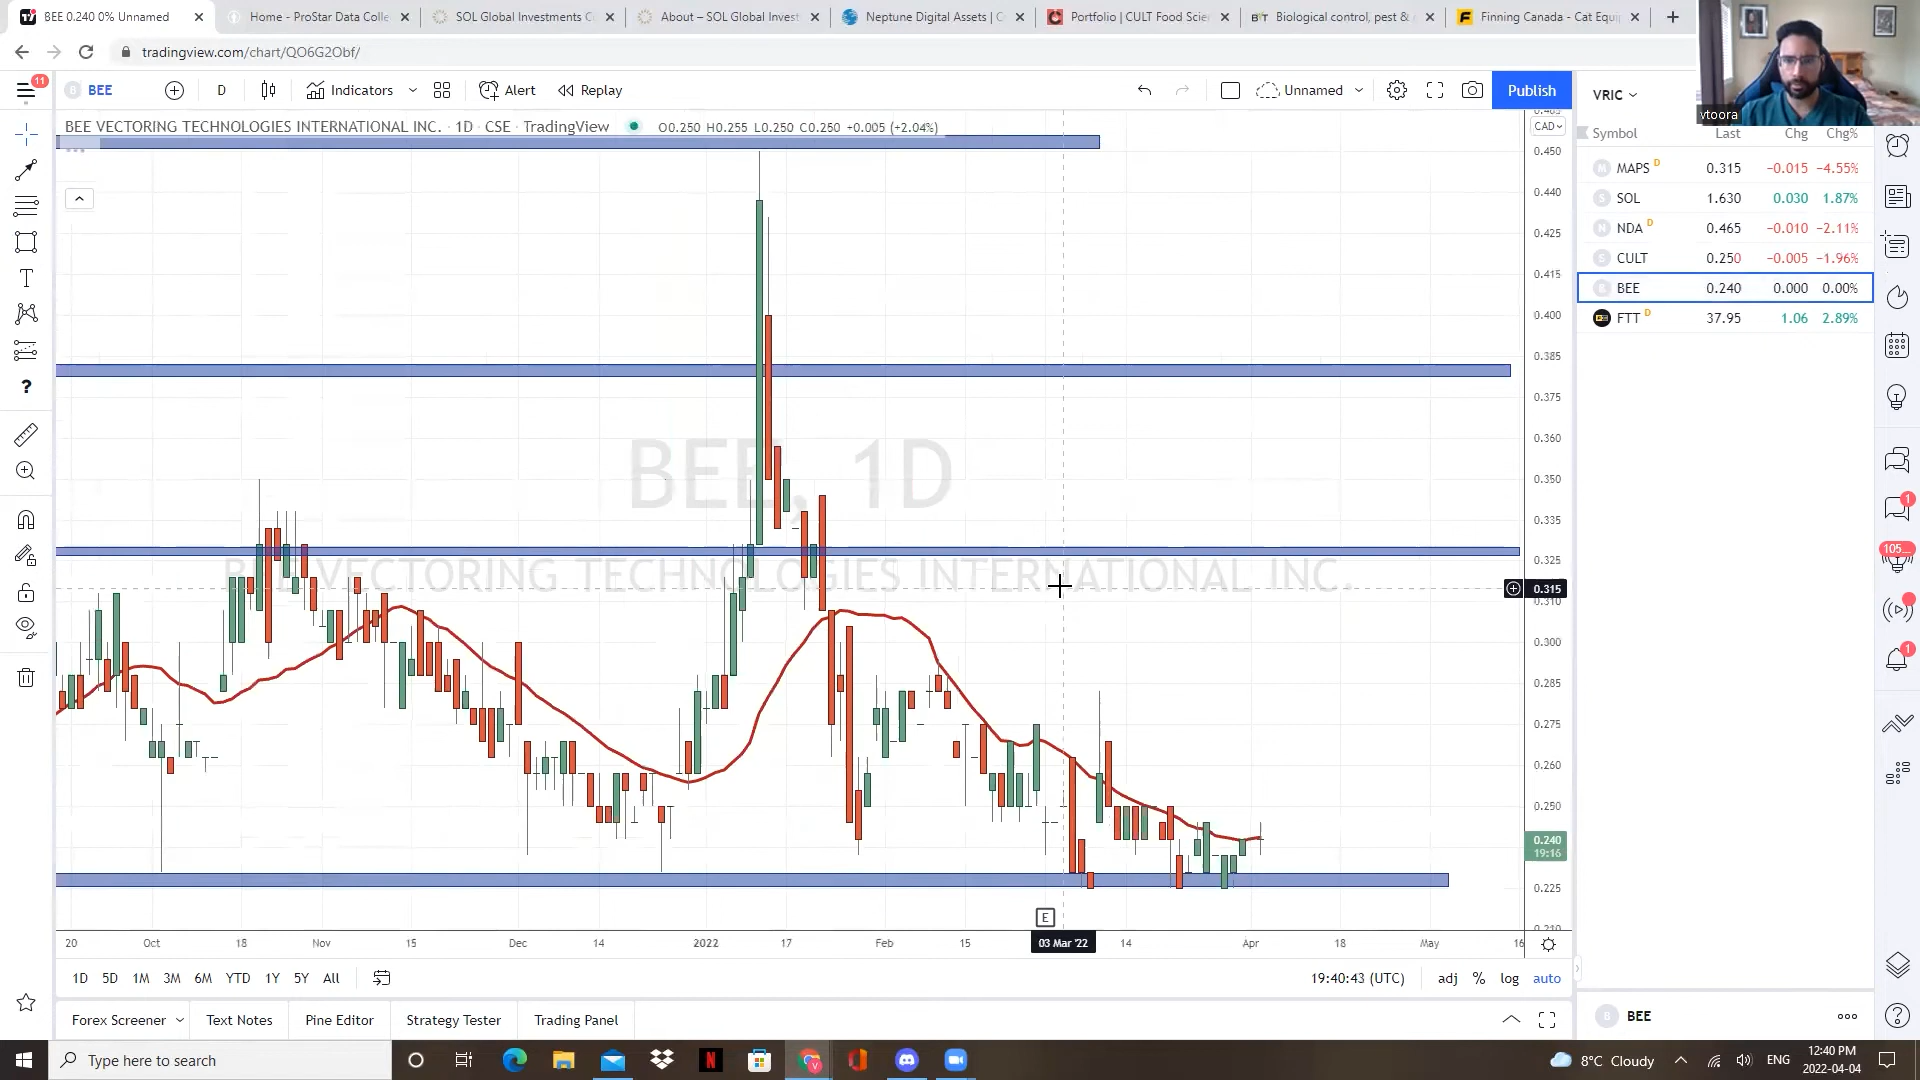 BEE 0.240 0% Unnamed
Home - ProStar Data Colle
SOL Global Investments C
About – SOL Global Invest
Neptune Digital Assets | C
Portfolio | CULT Food Scie
Biological control, pest &
Finning Canada - Cat Equi
tradingview.com/chart/QO6G2Obf/
11
BEE
D
Indicators
Alert
Replay
Unnamed
Publish
VRIC
vtoora
BEE VECTORING TECHNOLOGIES INTERNATIONAL INC. · 1D · CSE · TradingView
O0.250 H0.255 L0.250 C0.250 +0.005 (+2.04%)
CAD
Symbol Last Chg Chg%
MAPS D 0.315 −0.015 −4.55%
SOL 1.630 0.030 1.87%
NDA D 0.465 −0.010 −2.11%
CULT 0.250 −0.005 −1.96%
BEE 0.240 0.000 0.00%
FTT D 37.95 1.06 2.89%
0.450
0.440
0.425
0.415
0.400
0.385
0.375
0.360
0.350
0.335
0.325
0.315
0.310
0.300
0.285
0.275
0.260
0.250
0.240
19:16
0.225
0.210
BEE, 1D
BEE VECTORING TECHNOLOGIES INTERNATIONAL INC.
E
20 Oct 18 Nov 15 Dec 14 2022 17 Feb 15 03 Mar '22 14 Apr 18 May 16
1D 5D 1M 3M 6M YTD 1Y 5Y All
19:40:43 (UTC)
adj % log auto
Forex Screener
Text Notes
Pine Editor
Strategy Tester
Trading Panel
BEE
1
105
1
Type here to search
8°C Cloudy
ENG
12:40 PM
2022-04-04